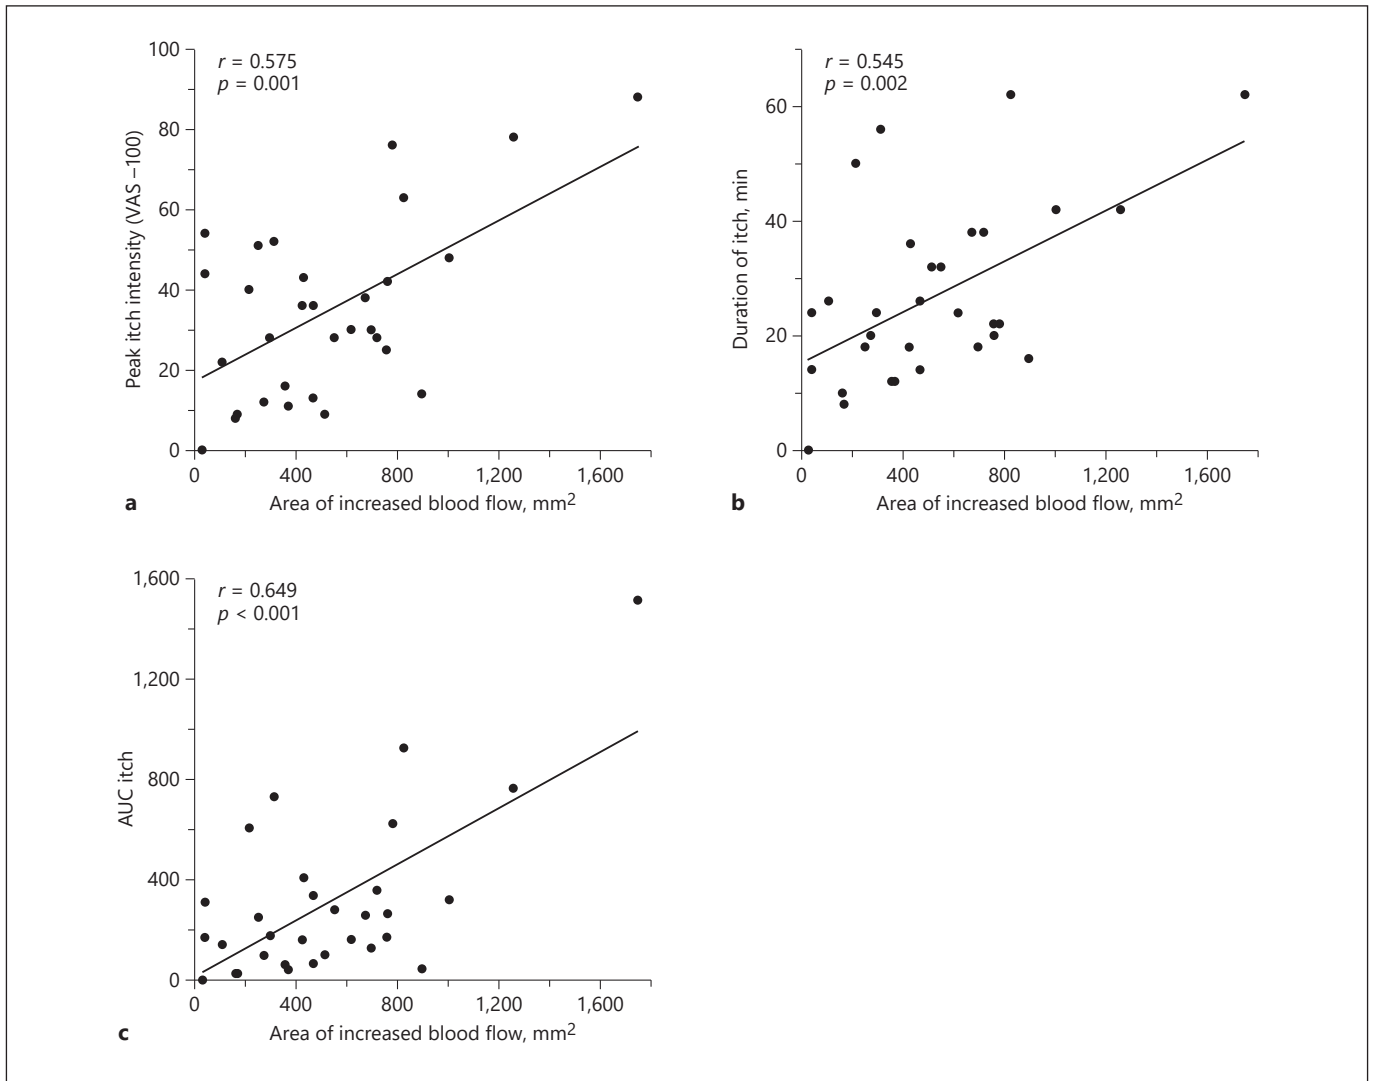 r = 0.575
p = 0.001
100
80
60
40
20
0
Peak itch intensity (VAS –100)
0 400 800 1,200 1,600
Area of increased blood flow, mm²
a
r = 0.545
p = 0.002
60
40
20
0
Duration of itch, min
0 400 800 1,200 1,600
Area of increased blood flow, mm²
b
r = 0.649
p < 0.001
1,600
1,200
800
400
0
AUC itch
0 400 800 1,200 1,600
Area of increased blood flow, mm²
c